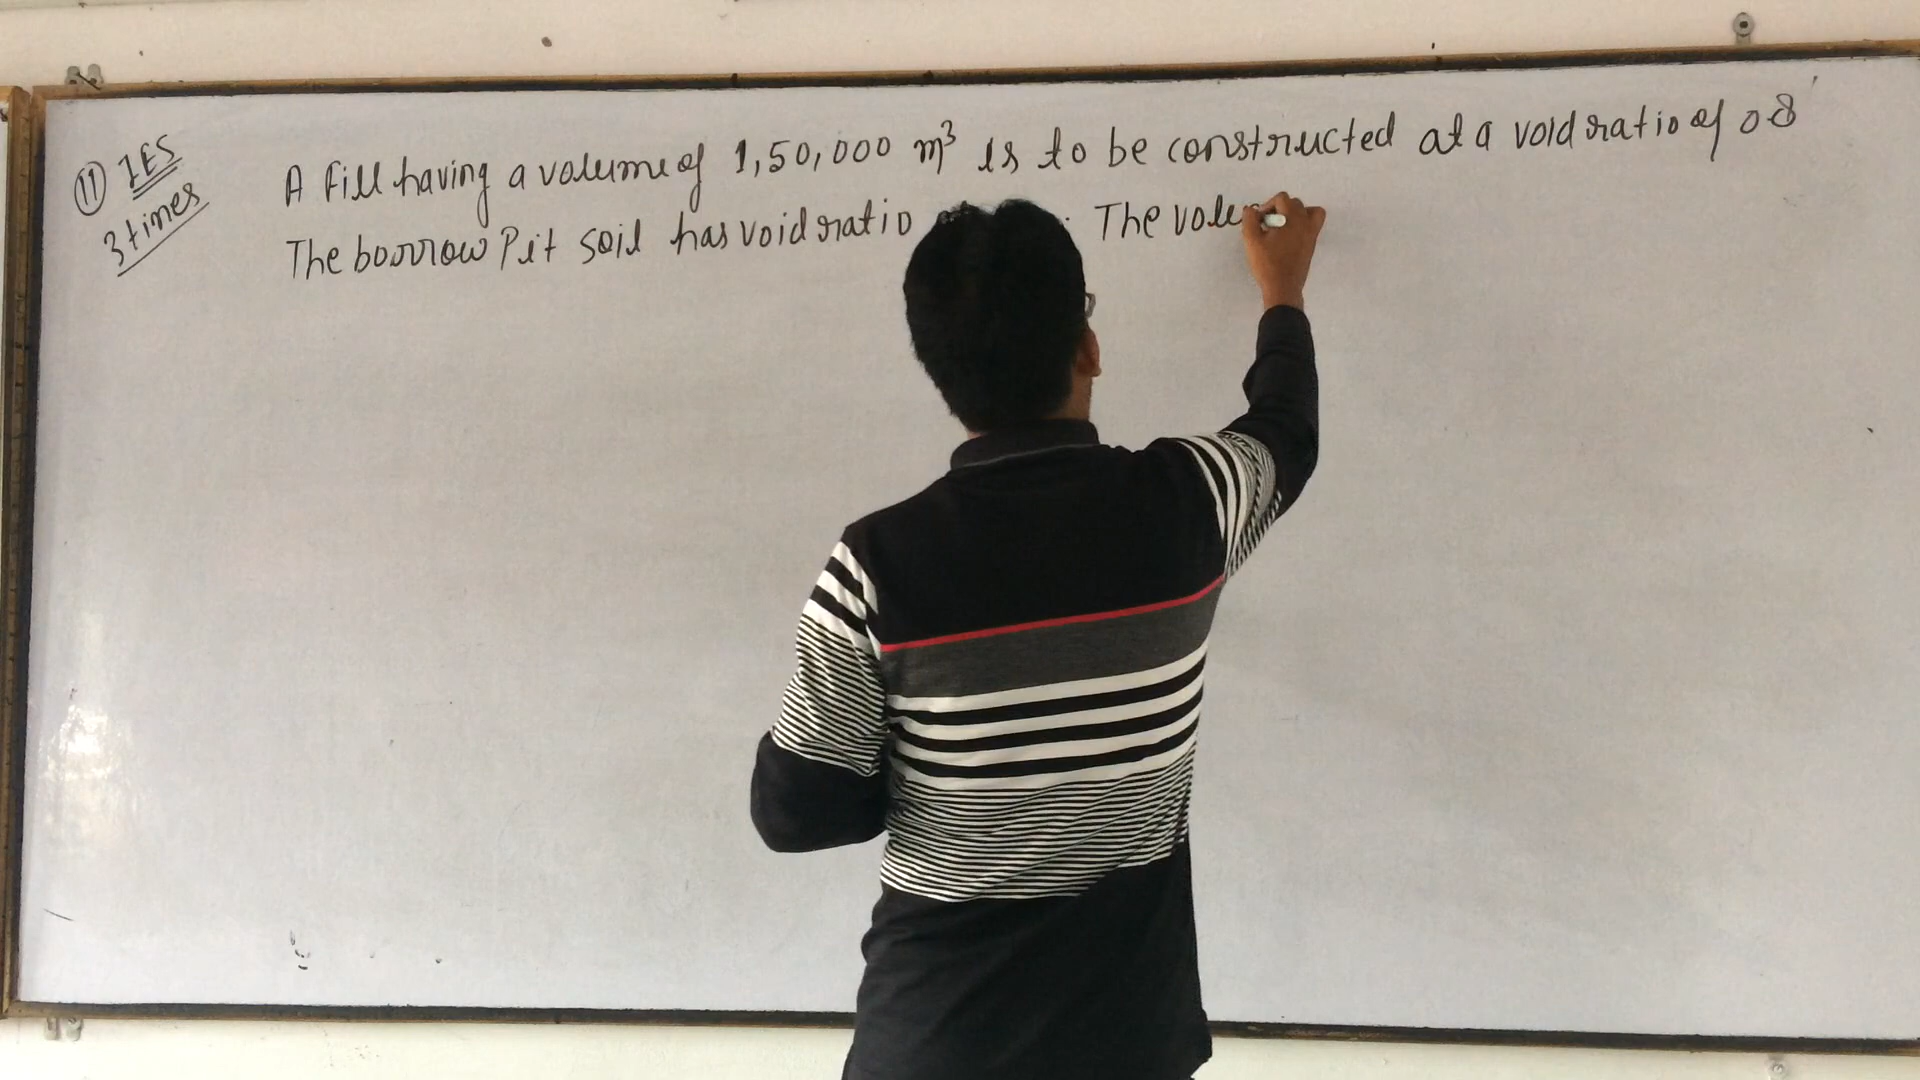 (11) IES
3 times
A fill having a volume of 1,50,000 m³ is to be constructed at a void ratio of 0.8
The borrow Pit soil has void ratio The volu